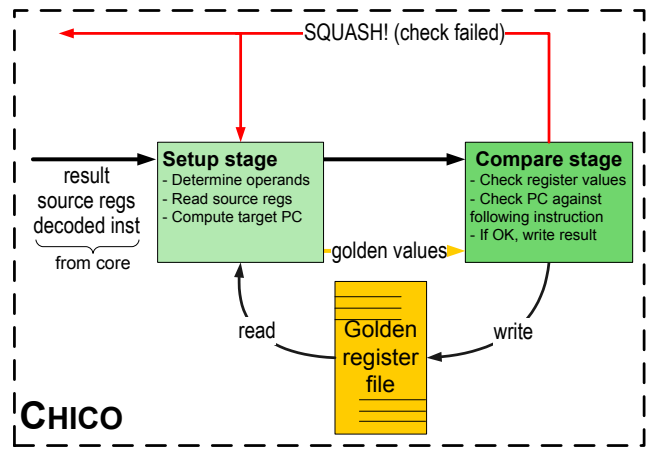 SQUASH! (check failed)
result
source regs
decoded inst
from core
Setup stage
- Determine operands
- Read source regs
- Compute target PC
golden values
Compare stage
- Check register values
- Check PC against
following instruction
- If OK, write result
read
Golden
register
file
write
CHICO